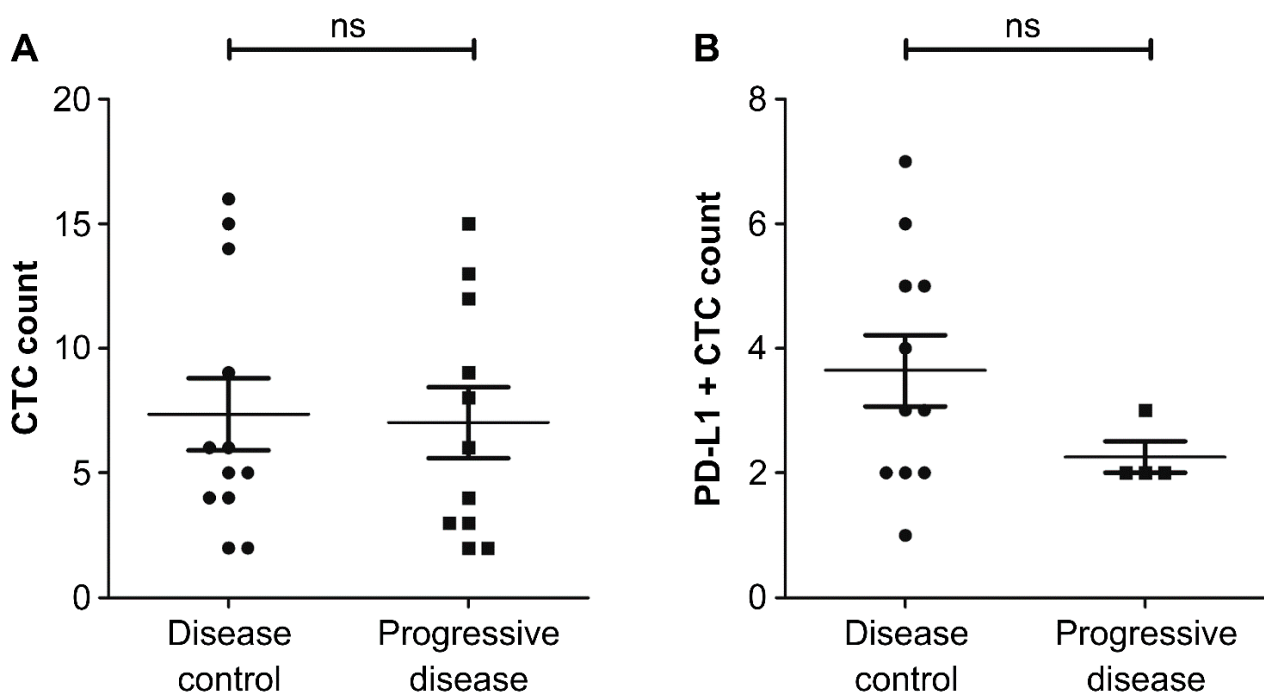 A
ns
20
15
10
5
0
CTC count
Disease control
Progressive disease
B
ns
8
6
4
2
0
PD-L1 + CTC count
Disease control
Progressive disease